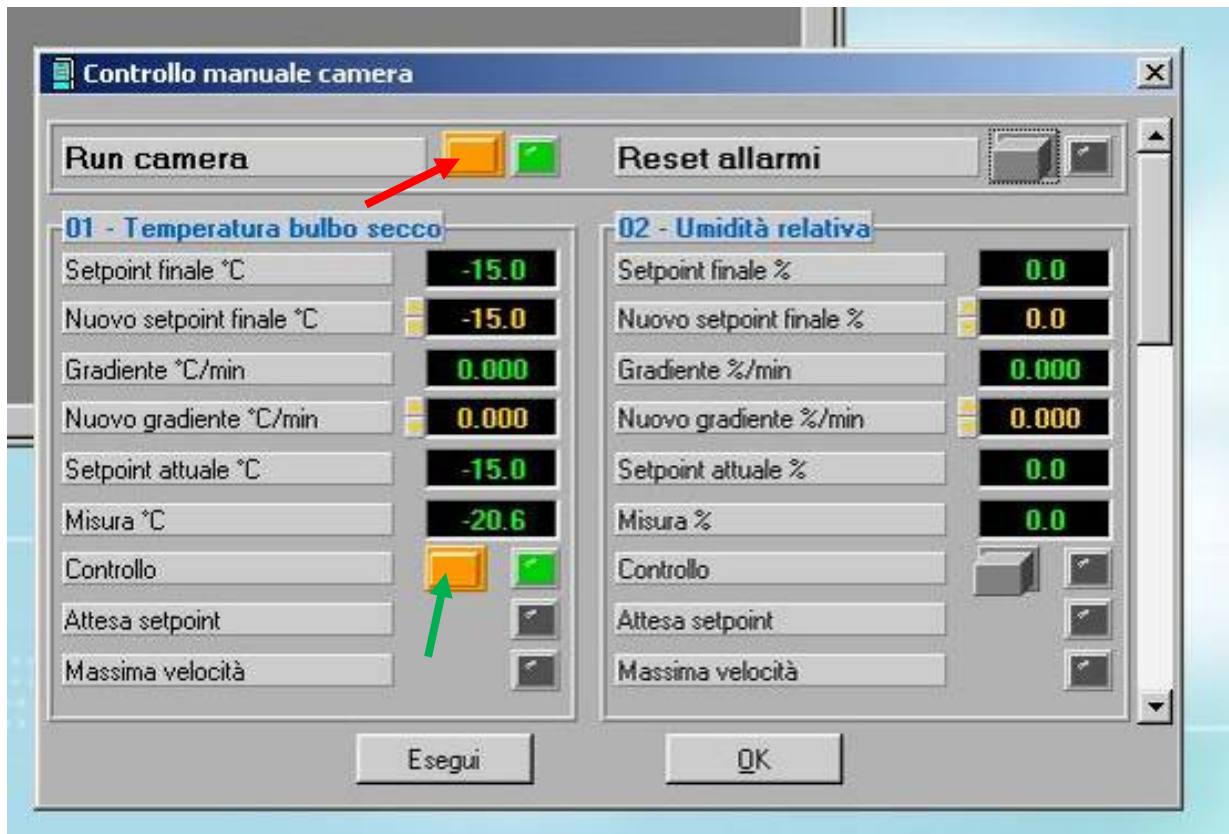 Controllo manuale camera
Run camera Reset allarmi
01 - Temperatura bulbo secco
Setpoint finale °C -15.0
Nuovo setpoint finale °C -15.0
Gradiente °C/min 0.000
Nuovo gradiente °C/min 0.000
Setpoint attuale °C -15.0
Misura °C -20.6
Controllo
Attesa setpoint
Massima velocità
02 - Umidità relativa
Setpoint finale % 0.0
Nuovo setpoint finale % 0.0
Gradiente %/min 0.000
Nuovo gradiente %/min 0.000
Setpoint attuale % 0.0
Misura % 0.0
Controllo
Attesa setpoint
Massima velocità
Esegui OK